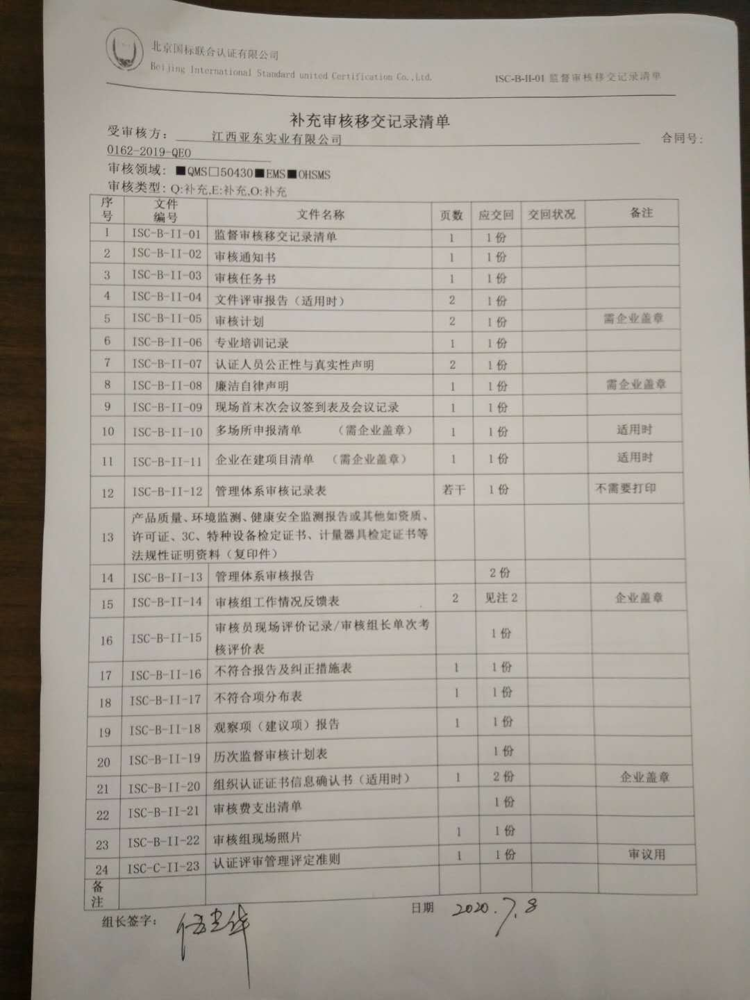 北京国标联合认证有限公司
Beijing International Standard united Certification Co.,Ltd.
ISC-B-II-01 监督审核移交记录清单
补充审核移交记录清单
受审核方： 江西亚东实业有限公司 合同号：
0162-2019-QEO
审核领域：■QMS□50430■EMS■OHSMS
审核类型：Q:补充,E:补充,O:补充
序号 文件编号 文件名称 页数 应交回 交回状况 备注
1 ISC-B-II-01 监督审核移交记录清单 1 1份
2 ISC-B-II-02 审核通知书 1 1份
3 ISC-B-II-03 审核任务书 1 1份
4 ISC-B-II-04 文件评审报告（适用时） 2 1份
5 ISC-B-II-05 审核计划 2 1份 需企业盖章
6 ISC-B-II-06 专业培训记录 1 1份
7 ISC-B-II-07 认证人员公正性与真实性声明 2 1份
8 ISC-B-II-08 廉洁自律声明 1 1份 需企业盖章
9 ISC-B-II-09 现场首末次会议签到表及会议记录 1 1份
10 ISC-B-II-10 多场所申报清单 （需企业盖章） 1 1份 适用时
11 ISC-B-II-11 企业在建项目清单 （需企业盖章） 1 1份 适用时
12 ISC-B-II-12 管理体系审核记录表 若干 1份 不需要打印
13 产品质量、环境监测、健康安全监测报告或其他如资质、
许可证、3C、特种设备检定证书、计量器具检定证书等
法规性证明资料（复印件）
14 ISC-B-II-13 管理体系审核报告 2份
15 ISC-B-II-14 审核组工作情况反馈表 2 见注2 企业盖章
16 ISC-B-II-15 审核员现场评价记录/审核组长单次考
核评价表 1份
17 ISC-B-II-16 不符合报告及纠正措施表 1 1份
18 ISC-B-II-17 不符合项分布表 1 1份
19 ISC-B-II-18 观察项（建议项）报告 1 1份
20 ISC-B-II-19 历次监督审核计划表 1份
21 ISC-B-II-20 组织认证证书信息确认书（适用时） 1 2份 企业盖章
22 ISC-B-II-21 审核费支出清单 1份
23 ISC-B-II-22 审核组现场照片 1 1份
24 ISC-C-II-23 认证评审管理评定准则 1 1份 审议用
备注
组长签字： 日期 2020.7.8